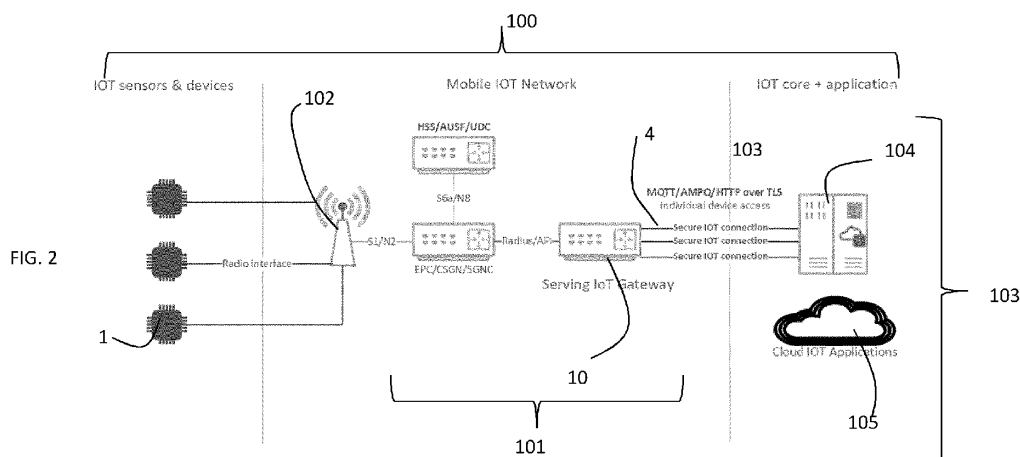 100
IOT sensors & devices
Mobile IOT Network
IOT core + application
102
HSS/AUSF/UDC
4
103
104
S6a/N8
MQTT/AMPQ/HTTP over TLS
individual device access
Secure IOT connection
S1/N2
Radius/API
Secure IOT connection
FIG. 2
Radio interface
EPC/CSGN/5GNC
Secure IOT connection
Serving IoT Gateway
103
1
10
Cloud IOT Applications
101
105